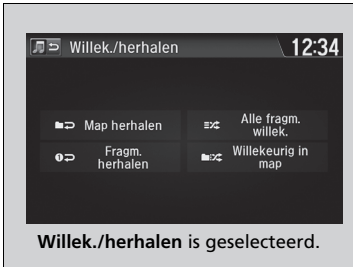 Willek./herhalen
12:34
Map herhalen
Alle fragm.
willek.
Fragm.
herhalen
Willekeurig in
map
Willek./herhalen is geselecteerd.